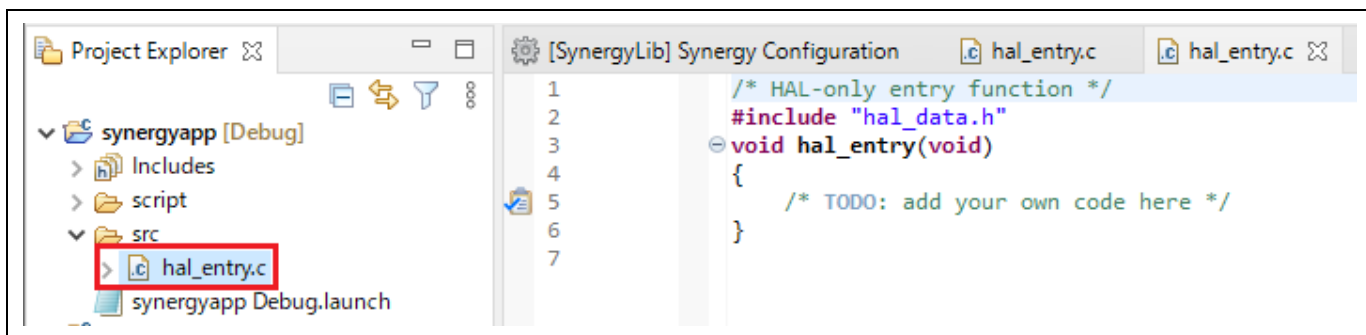 Project Explorer
synergyapp [Debug]
Includes
script
src
hal_entry.c
synergyapp Debug.launch
[SynergyLib] Synergy Configuration
hal_entry.c
hal_entry.c
1 /* HAL-only entry function */
2 #include "hal_data.h"
3 void hal_entry(void)
4 {
5 /* TODO: add your own code here */
6 }
7